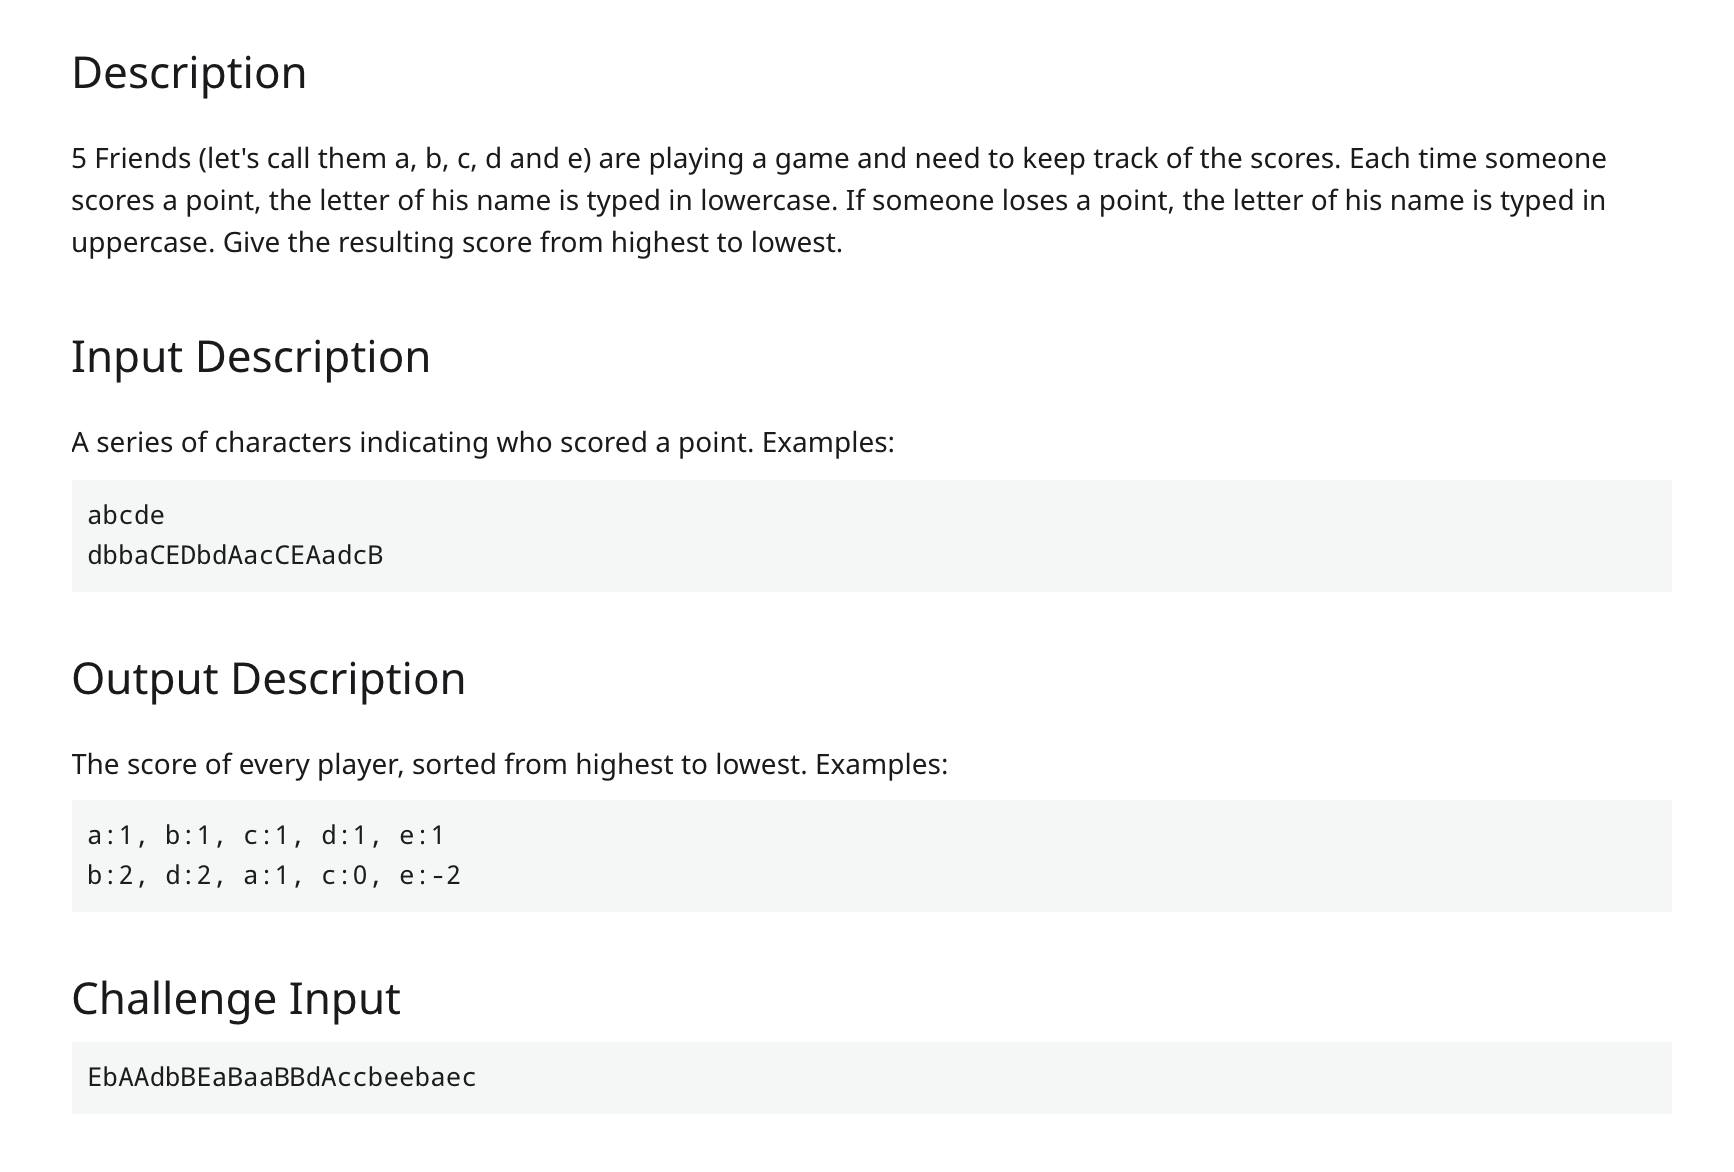 Description
5 Friends (let's call them a, b, c, d and e) are playing a game and need to keep track of the scores. Each time someone
scores a point, the letter of his name is typed in lowercase. If someone loses a point, the letter of his name is typed in
uppercase. Give the resulting score from highest to lowest.
Input Description
A series of characters indicating who scored a point. Examples:
abcde
dbbaCEDbdAacCEAadcB
Output Description
The score of every player, sorted from highest to lowest. Examples:
a:1, b:1, c:1, d:1, e:1
b:2, d:2, a:1, c:0, e:-2
Challenge Input
EbAAdbBEaBaaBBdAccbeebaec